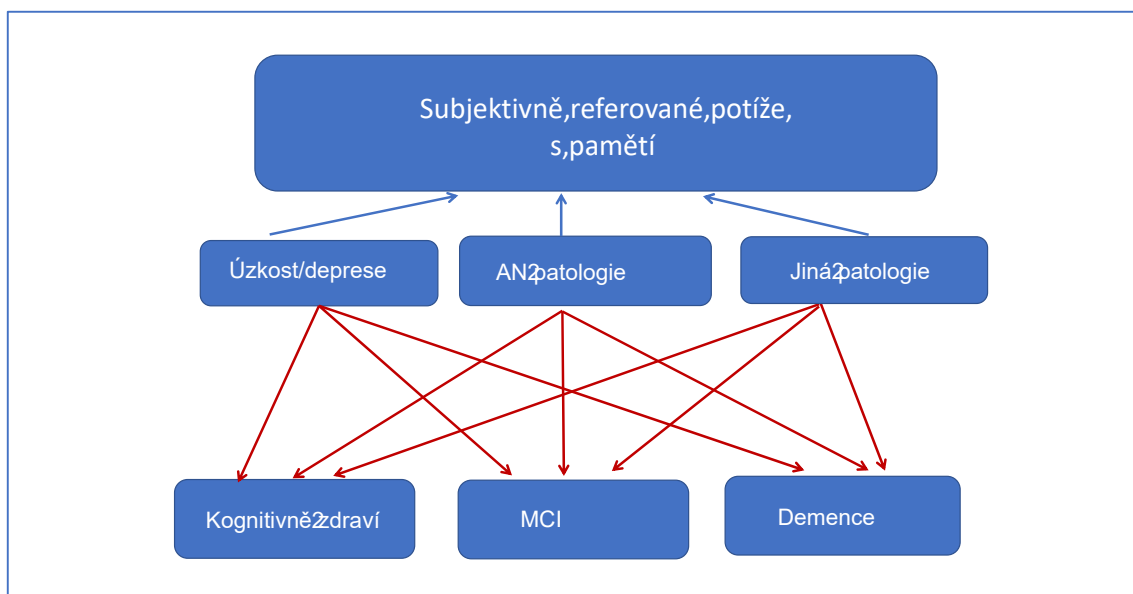 Subjektivně,referované,potíže,
s,pamětí
Úzkost/deprese
AN2patologie
Jiná2patologie
Kognitivně2zdraví
MCI
Demence